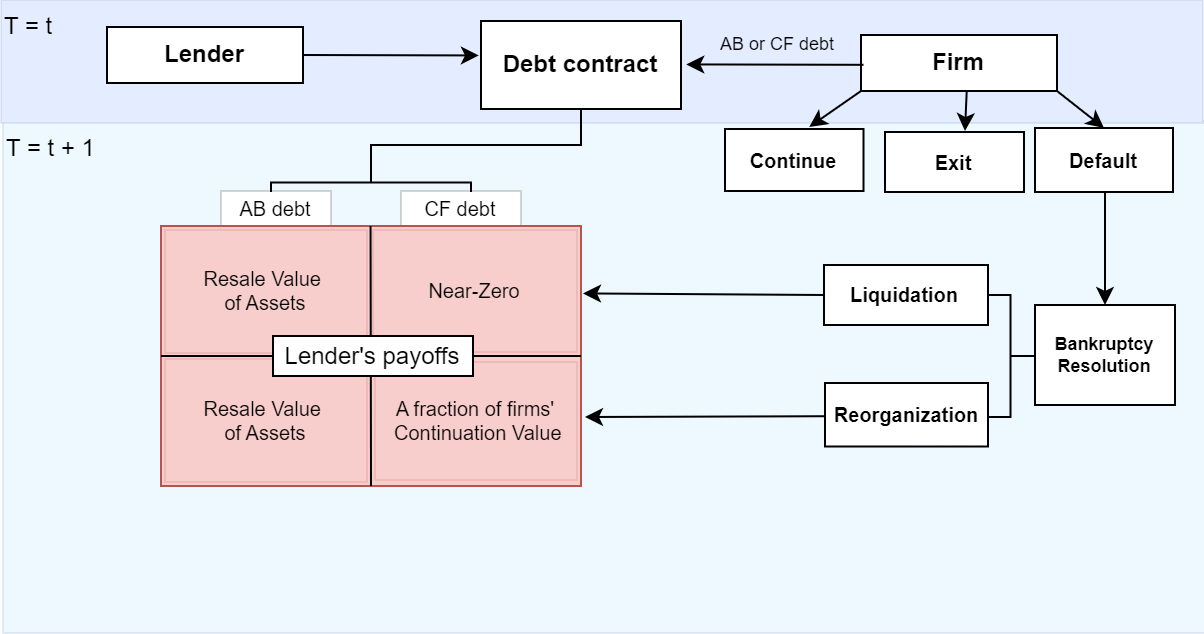 T = t
Lender
Debt contract
AB or CF debt
Firm
T = t + 1
Continue
Exit
Default
AB debt
CF debt
Resale Value
of Assets
Near-Zero
Liquidation
Bankruptcy
Resolution
Lender's payoffs
Resale Value
of Assets
A fraction of firms'
Continuation Value
Reorganization